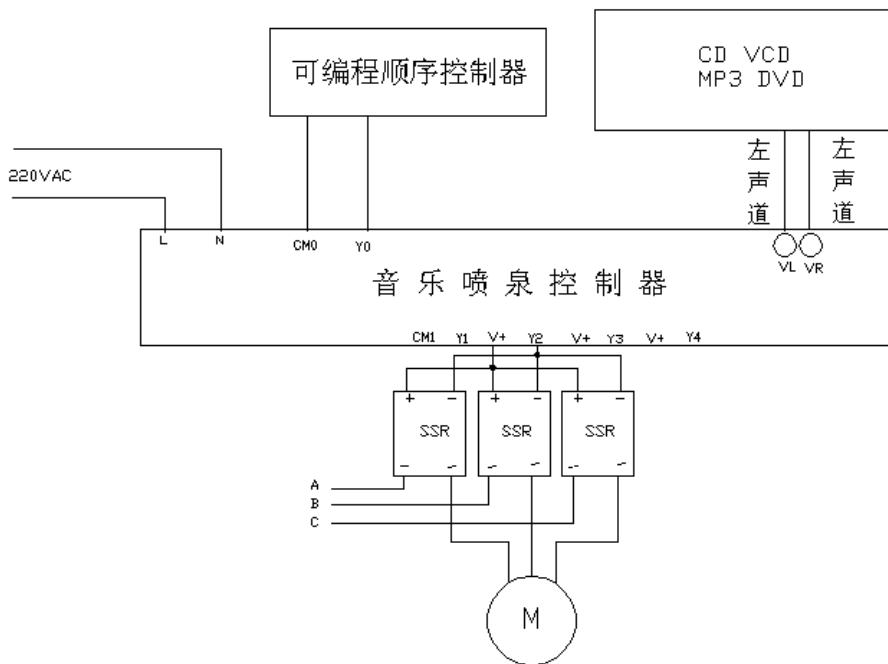 可编程顺序控制器
CD VCD
MP3 DVD
左声道
左声道
220VAC
L N CM0 Y0
VL VR
音乐喷泉控制器
CM1 Y1 V+ Y2 V+ Y3 V+ Y4
+ - + - + -
SSR SSR SSR
A
B
C
M